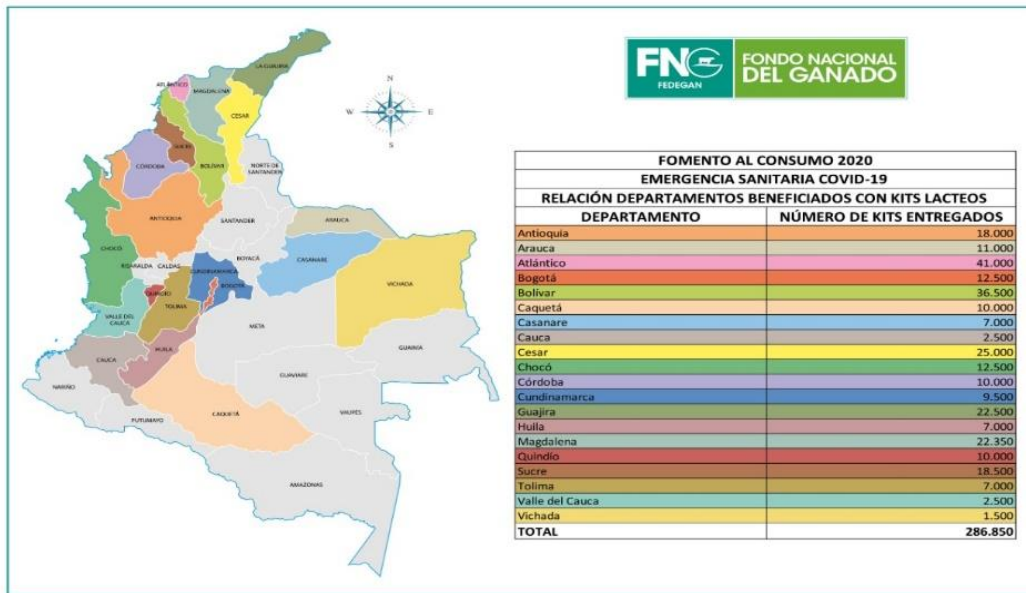 FNG
FEDEGAN
FONDO NACIONAL
DEL GANADO
N
W E
S
LA GUAJIRA
ATLÁNTICO
MAGDALENA
CESAR
SUCRE
CÓRDOBA
BOLÍVAR
NORTE DE
SANTANDER
ANTIOQUIA
SANTANDER
ARAUCA
CHOCÓ
BOYACÁ
RISARALDA
CALDAS
CUNDINAMARCA
CASANARE
BOGOTÁ
VICHADA
QUINDÍO
TOLIMA
VALLE DEL
CAUCA
META
HUILA
CAUCA
GUAINÍA
NARIÑO
GUAVIARE
CAQUETÁ
VAUPÉS
PUTUMAYO
AMAZONAS
FOMENTO AL CONSUMO 2020
EMERGENCIA SANITARIA COVID-19
RELACIÓN DEPARTAMENTOS BENEFICIADOS CON KITS LACTEOS
DEPARTAMENTO NÚMERO DE KITS ENTREGADOS
Antioquia 18.000
Arauca 11.000
Atlántico 41.000
Bogotá 12.500
Bolívar 36.500
Caquetá 10.000
Casanare 7.000
Cauca 2.500
Cesar 25.000
Chocó 12.500
Córdoba 10.000
Cundinamarca 9.500
Guajira 22.500
Huila 7.000
Magdalena 22.350
Quindío 10.000
Sucre 18.500
Tolima 7.000
Valle del Cauca 2.500
Vichada 1.500
TOTAL 286.850